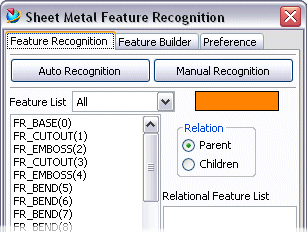 Sheet Metal Feature Recognition
Feature Recognition Feature Builder Preference
Auto Recognition Manual Recognition
Feature List All
FR_BASE(0)
FR_CUTOUT(1)
FR_EMBOSS(2)
FR_CUTOUT(3)
FR_EMBOSS(4)
FR_BEND(5)
FR_BEND(6)
FR_BEND(7)
FR_BEND(8)
Relation
Parent
Children
Relational Feature List